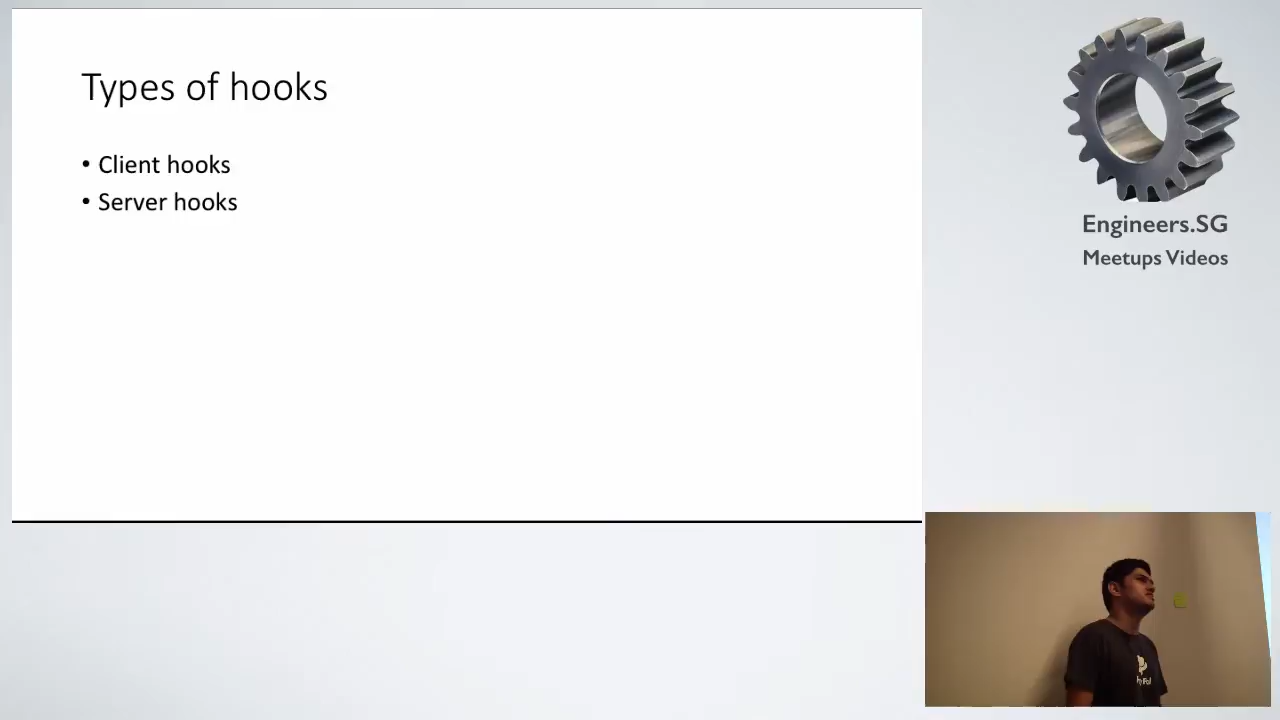 Types of hooks
• Client hooks
• Server hooks
Engineers.SG
Meetups Videos